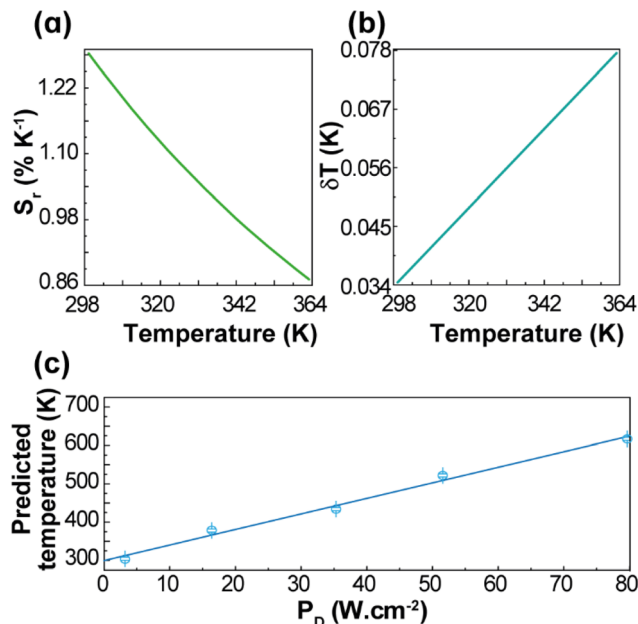 (a)
1.22
1.10
0.98
0.86
S_r (% K⁻¹)
298 320 342 364
Temperature (K)
(b)
0.078
0.067
0.056
0.045
0.034
δT (K)
298 320 342 364
Temperature (K)
(c)
700
600
500
400
300
Predicted
temperature (K)
0 10 20 30 40 50 60 70 80
P_D (W.cm⁻²)